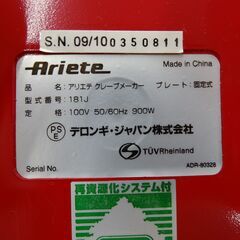 S.N. 09/10 0350811
Ariete
Made in China
品名：アリエテ クレープメーカー プレート：固定式
型式番号：181J
定格：100V 50/60Hz 900W
PSE デロンギ・ジャパン株式会社
TÜVRheinland
Serial No.
ADR-80328
再資源化システム付